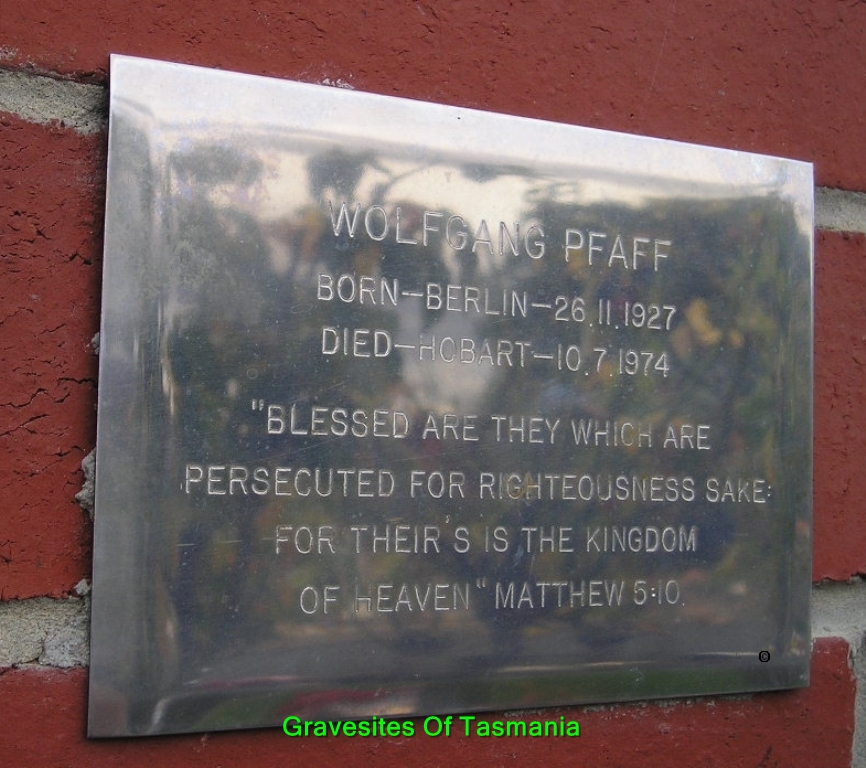 WOLFGANG PFAFF
BORN—BERLIN—26.11.1927
DIED—HOBART—10.7.1974
"BLESSED ARE THEY WHICH ARE
PERSECUTED FOR RIGHTEOUSNESS SAKE:
FOR THEIR'S IS THE KINGDOM
OF HEAVEN" MATTHEW 5:10.
©
Gravesites Of Tasmania